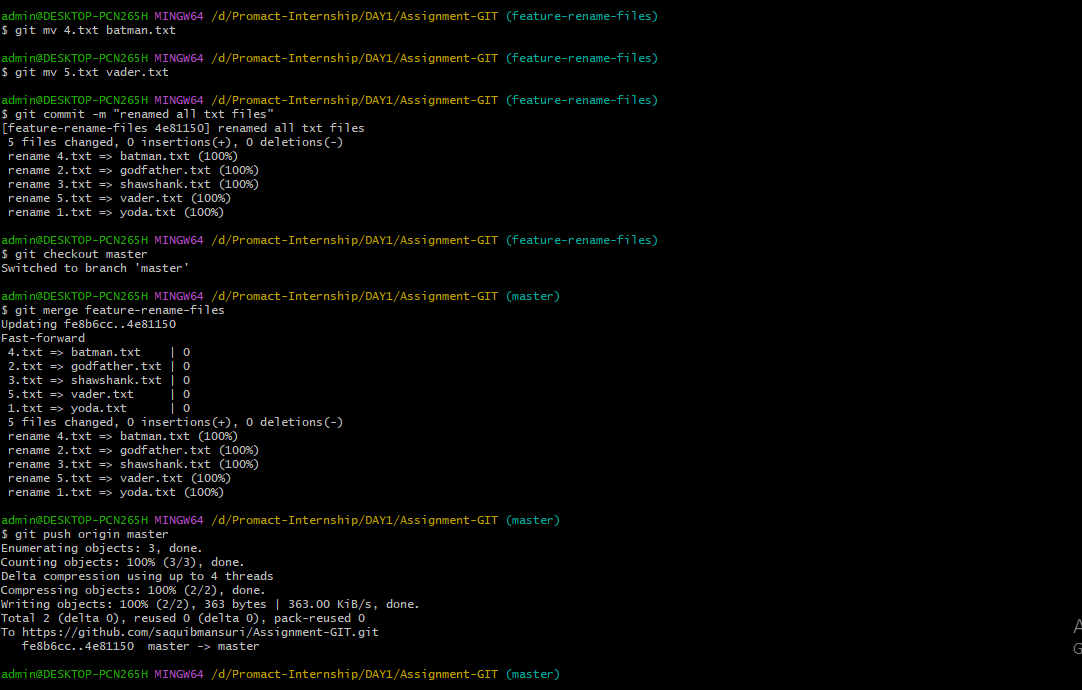 admin@DESKTOP-PCN265H MINGW64 /d/Promact-Internship/DAY1/Assignment-GIT (feature-rename-files)
$ git mv 4.txt batman.txt
admin@DESKTOP-PCN265H MINGW64 /d/Promact-Internship/DAY1/Assignment-GIT (feature-rename-files)
$ git mv 5.txt vader.txt
admin@DESKTOP-PCN265H MINGW64 /d/Promact-Internship/DAY1/Assignment-GIT (feature-rename-files)
$ git commit -m "renamed all txt files"
[feature-rename-files 4e81150] renamed all txt files
 5 files changed, 0 insertions(+), 0 deletions(-)
 rename 4.txt => batman.txt (100%)
 rename 2.txt => godfather.txt (100%)
 rename 3.txt => shawshank.txt (100%)
 rename 5.txt => vader.txt (100%)
 rename 1.txt => yoda.txt (100%)
admin@DESKTOP-PCN265H MINGW64 /d/Promact-Internship/DAY1/Assignment-GIT (feature-rename-files)
$ git checkout master
Switched to branch 'master'
admin@DESKTOP-PCN265H MINGW64 /d/Promact-Internship/DAY1/Assignment-GIT (master)
$ git merge feature-rename-files
Updating fe8b6cc..4e81150
Fast-forward
 4.txt => batman.txt    | 0
 2.txt => godfather.txt | 0
 3.txt => shawshank.txt | 0
 5.txt => vader.txt     | 0
 1.txt => yoda.txt      | 0
 5 files changed, 0 insertions(+), 0 deletions(-)
 rename 4.txt => batman.txt (100%)
 rename 2.txt => godfather.txt (100%)
 rename 3.txt => shawshank.txt (100%)
 rename 5.txt => vader.txt (100%)
 rename 1.txt => yoda.txt (100%)
admin@DESKTOP-PCN265H MINGW64 /d/Promact-Internship/DAY1/Assignment-GIT (master)
$ git push origin master
Enumerating objects: 3, done.
Counting objects: 100% (3/3), done.
Delta compression using up to 4 threads
Compressing objects: 100% (2/2), done.
Writing objects: 100% (2/2), 363 bytes | 363.00 KiB/s, done.
Total 2 (delta 0), reused 0 (delta 0), pack-reused 0
To https://github.com/saquibmansuri/Assignment-GIT.git
   fe8b6cc..4e81150  master -> master
admin@DESKTOP-PCN265H MINGW64 /d/Promact-Internship/DAY1/Assignment-GIT (master)